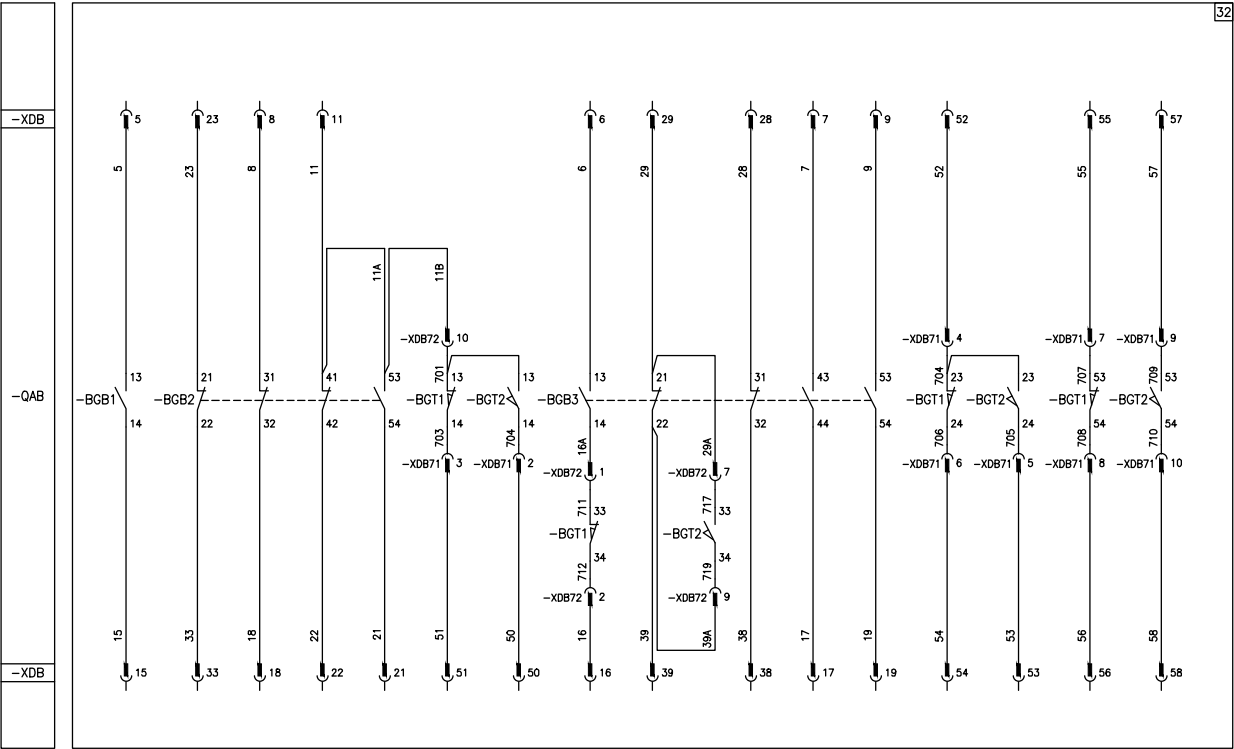 32
-XDB
5 23 8 11 6 29 28 7 9 52 55 57
5 23 8 11 6 29 28 7 9 52 55 57
11A 11B
-XDB72 10 -XDB71 4 -XDB71 7 -XDB71 9
701 704 707 709
13 21 31 41 53 13 13 13 21 31 43 53 23 23 53 53
-QAB
-BGB1 -BGB2 -BGT1 -BGT2 -BGB3 -BGT1 -BGT2 -BGT1 -BGT2
14 22 32 42 54 14 14 14 22 32 44 54 24 24 54 54
703 704 16A 29A 706 705 708 710
-XDB71 3 -XDB71 2 -XDB72 1 -XDB72 7 -XDB71 6 -XDB71 5 -XDB71 8 -XDB71 10
711 33 717 33
-BGT1 -BGT2
34 34
712 719
-XDB72 2 -XDB72 9
15 33 18 22 21 51 50 16 39 39A 38 17 19 54 53 56 58
-XDB
15 33 18 22 21 51 50 16 39 38 17 19 54 53 56 58